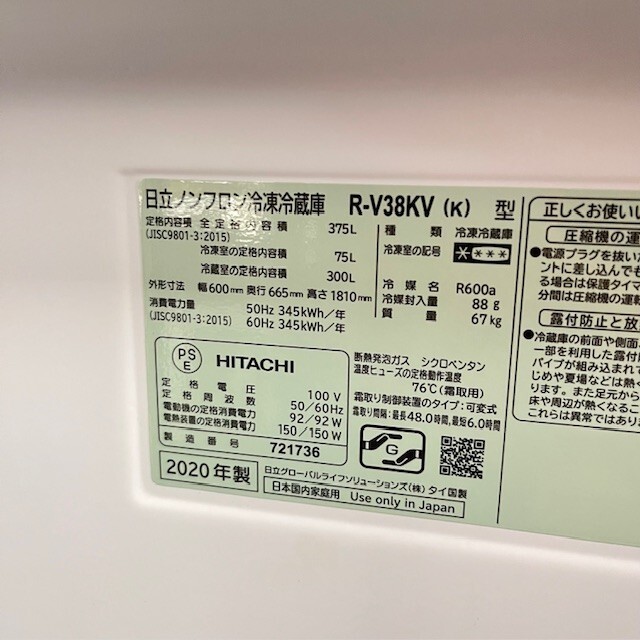 日立ノンフロン冷凍冷蔵庫 R-V38KV (K) 型
定格内容積 全定格内容積 375L
(JISC9801-3:2015)
冷凍室の定格内容積 75L
冷蔵室の定格内容積 300L
外形寸法 幅600mm 奥行665mm 高さ1810mm
消費電力量 50Hz 345kWh/年
(JISC9801-3:2015) 60Hz 345kWh/年
種類 冷凍冷蔵庫
冷凍室の記号 ****
冷媒 R600a
冷媒封入量 88g
質量 67kg
PSE HITACHI
定格電圧 100V
定格周波数 50/60Hz
電動機の定格消費電力 92/92W
電熱装置の定格消費電力 150/150W
製造番号 721736
断熱発泡ガス シクロペンタン
温度ヒューズの定格動作温度
76℃(霜取用)
霜取り制御装置のタイプ:可変式
霜取り間隔:最長48.0時間、最短6.0時間
G
2020年製
日立グローバルライフソリューションズ(株) タイ国製
日本国内家庭用 Use only in Japan
正しくお使い
圧縮機の運
●電源プラグを抜いた
ントに差し込んでも
る場合は保護タイマ
分間は圧縮機の運
露付防止と放
●冷蔵庫の前面や側面、
一部を利用した露付
パイプが組み込まれて
じめや夏場などは熱く
ります。また足元から
床や周辺が熱くなるこ
これらは異常ではあり